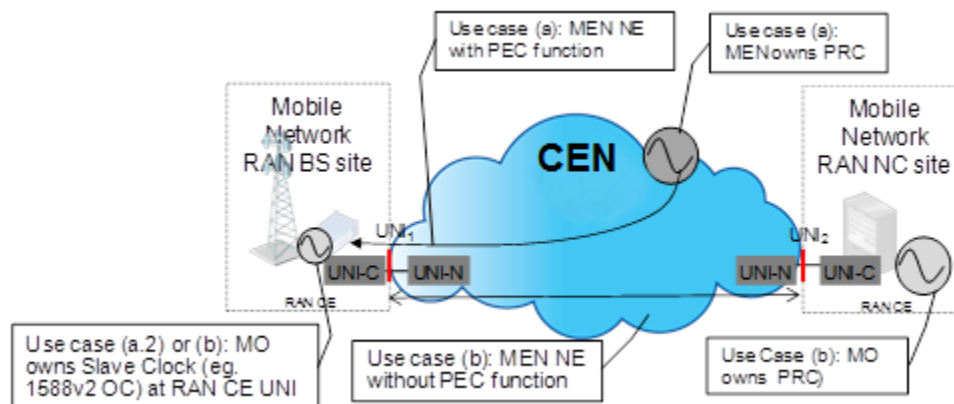 Use case (a): MEN NE
with PEC function
Use case (a):
MEN owns PRC
Mobile
Network
RAN BS site
CEN
Mobile
Network
RAN NC site
UNI1
UNI2
UNI-C
UNI-N
UNI-N
UNI-C
RAN CE
RAN CE
Use case (a.2) or (b): MO
owns Slave Clock (eg.
1588v2 OC) at RAN CE UNI
Use case (b): MEN NE
without PEC function
Use Case (b): MO
owns PRC)